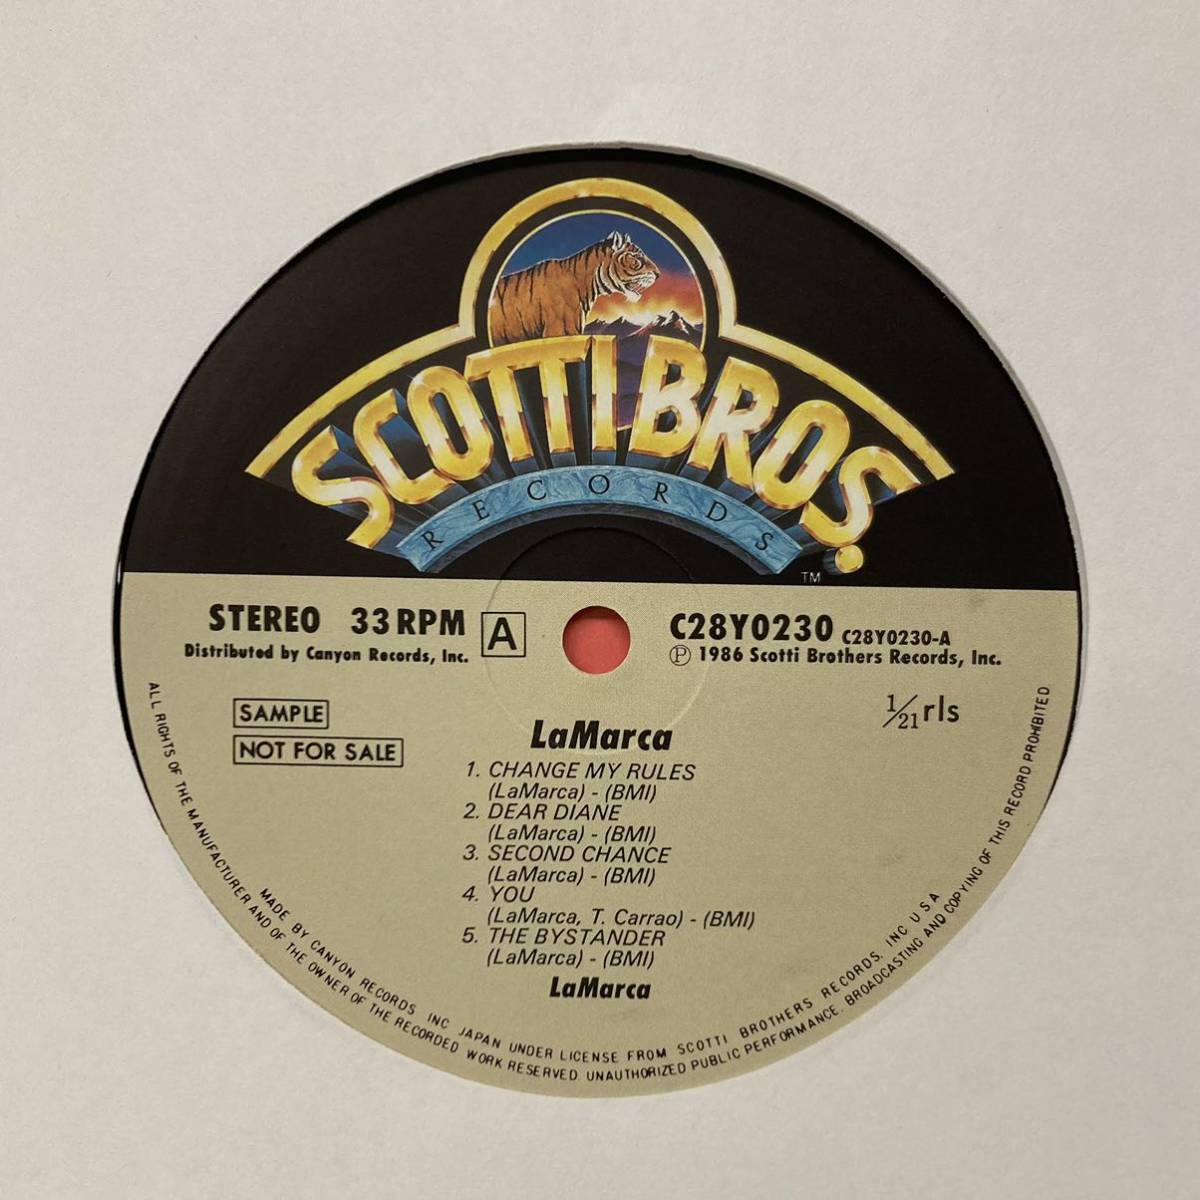 SCOTTI BROS.
RECORDS
TM
STEREO 33 RPM A
Distributed by Canyon Records, Inc.
C28Y0230 C28Y0230-A
Ⓟ 1986 Scotti Brothers Records, Inc.
SAMPLE
NOT FOR SALE
1/21 rls
LaMarca
1. CHANGE MY RULES
(LaMarca) - (BMI)
2. DEAR DIANE
(LaMarca) - (BMI)
3. SECOND CHANCE
(LaMarca) - (BMI)
4. YOU
(LaMarca, T. Carrao) - (BMI)
5. THE BYSTANDER
(LaMarca) - (BMI)
LaMarca
MADE BY CANYON RECORDS INC JAPAN UNDER LICENSE FROM SCOTTI BROTHERS RECORDS, INC U S A
ALL RIGHTS OF THE MANUFACTURER AND OF THE OWNER OF THE RECORDED WORK RESERVED. UNAUTHORIZED PUBLIC PERFORMANCE. BROADCASTING AND COPYING OF THIS RECORD PROHIBITED